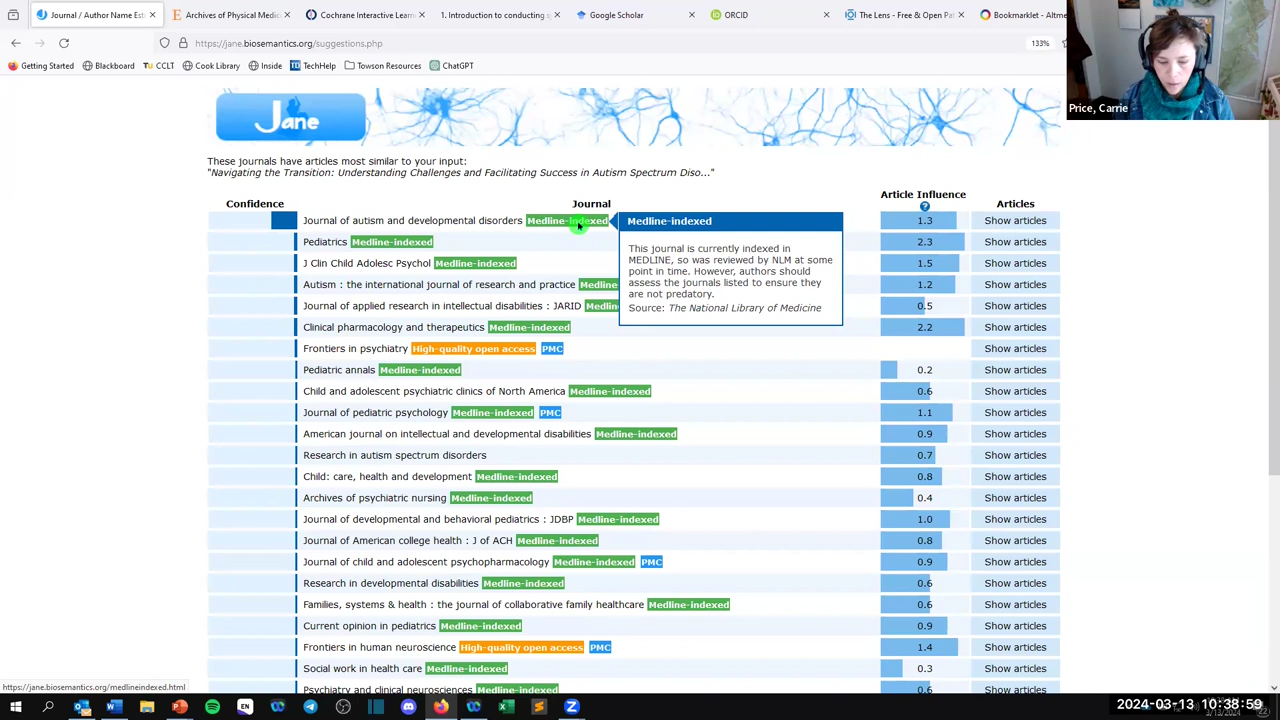 Journal / Author Name Est
Archives of Physical Medic
Cochrane Interactive Learn
1. Introduction to conducting s
Google Scholar
ORCID
The Lens - Free & Open Pat
Bookmarklet - Altme
https://jane.biosemantics.org/suggestions.php
133%
Getting Started
Blackboard
TU CCLT
Cook Library
Inside
TechHelp
Towson Resources
ChatGPT
Price, Carrie
Jane
These journals have articles most similar to your input:
"Navigating the Transition: Understanding Challenges and Facilitating Success in Autism Spectrum Diso..."
Confidence Journal Article Influence ? Articles
Journal of autism and developmental disorders Medline-indexed 1.3 Show articles
Pediatrics Medline-indexed 2.3 Show articles
J Clin Child Adolesc Psychol Medline-indexed 1.5 Show articles
Autism : the international journal of research and practice Medline 1.2 Show articles
Journal of applied research in intellectual disabilities : JARID Medlin 0.5 Show articles
Clinical pharmacology and therapeutics Medline-indexed 2.2 Show articles
Frontiers in psychiatry High-quality open access PMC Show articles
Pediatric annals Medline-indexed 0.2 Show articles
Child and adolescent psychiatric clinics of North America Medline-indexed 0.6 Show articles
Journal of pediatric psychology Medline-indexed PMC 1.1 Show articles
American journal on intellectual and developmental disabilities Medline-indexed 0.9 Show articles
Research in autism spectrum disorders 0.7 Show articles
Child: care, health and development Medline-indexed 0.8 Show articles
Archives of psychiatric nursing Medline-indexed 0.4 Show articles
Journal of developmental and behavioral pediatrics : JDBP Medline-indexed 1.0 Show articles
Journal of American college health : J of ACH Medline-indexed 0.8 Show articles
Journal of child and adolescent psychopharmacology Medline-indexed PMC 0.9 Show articles
Research in developmental disabilities Medline-indexed 0.6 Show articles
Families, systems & health : the journal of collaborative family healthcare Medline-indexed 0.6 Show articles
Current opinion in pediatrics Medline-indexed 0.9 Show articles
Frontiers in human neuroscience High-quality open access PMC 1.4 Show articles
Social work in health care Medline-indexed 0.3 Show articles
Psychiatry and clinical neurosciences Medline-indexed 0.6 Show articles
Medline-indexed
This journal is currently indexed in
MEDLINE, so was reviewed by NLM at some
point in time. However, authors should
assess the journals listed to ensure they
are not predatory.
Source: The National Library of Medicine
https://jane.biosemantics.org/medlineindexed.html
2024-03-13 10:38:59